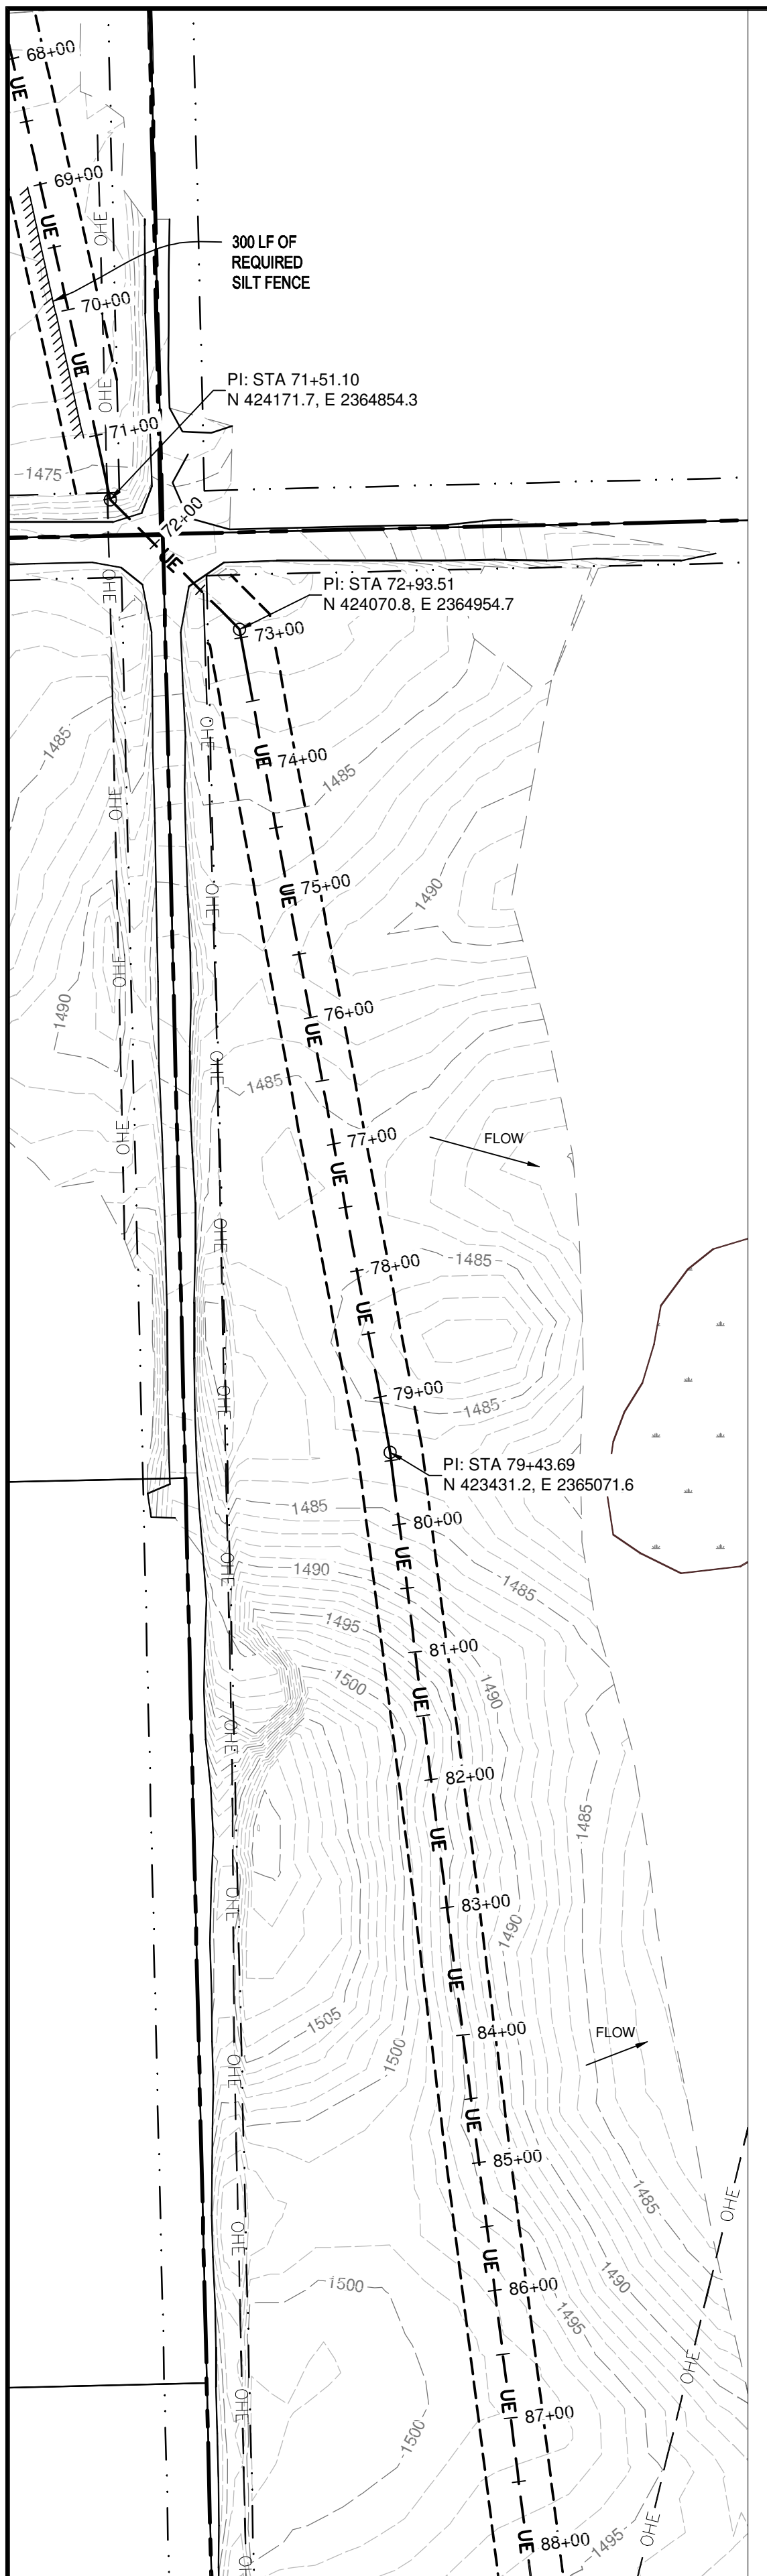 68+00
UE
69+00
OHE
UE
300 LF OF
REQUIRED
SILT FENCE
70+00
UE
OHE
PI: STA 71+51.10
N 424171.7, E 2364854.3
71+00
1475
72+00
UE
OHE
PI: STA 72+93.51
N 424070.8, E 2364954.7
73+00
OHE
1485
UE
74+00
1485
OHE
UE
75+00
1490
OHE
OHE
1490
76+00
UE
OHE
1485
OHE
77+00
FLOW
UE
OHE
1485
78+00
UE
79+00
OHE
1485
PI: STA 79+43.69
N 423431.2, E 2365071.6
1485
80+00
UE
OHE
1490
1485
1495
81+00
1500
1490
UE
OHE
82+00
1485
UE
OHE
83+00
1490
UE
1505
84+00
FLOW
1500
OHE
UE
85+00
1485
OHE
OHE
UE
1490
1500
86+00
1495
OHE
OHE
UE
87+00
1500
OHE
UE
88+00
1495